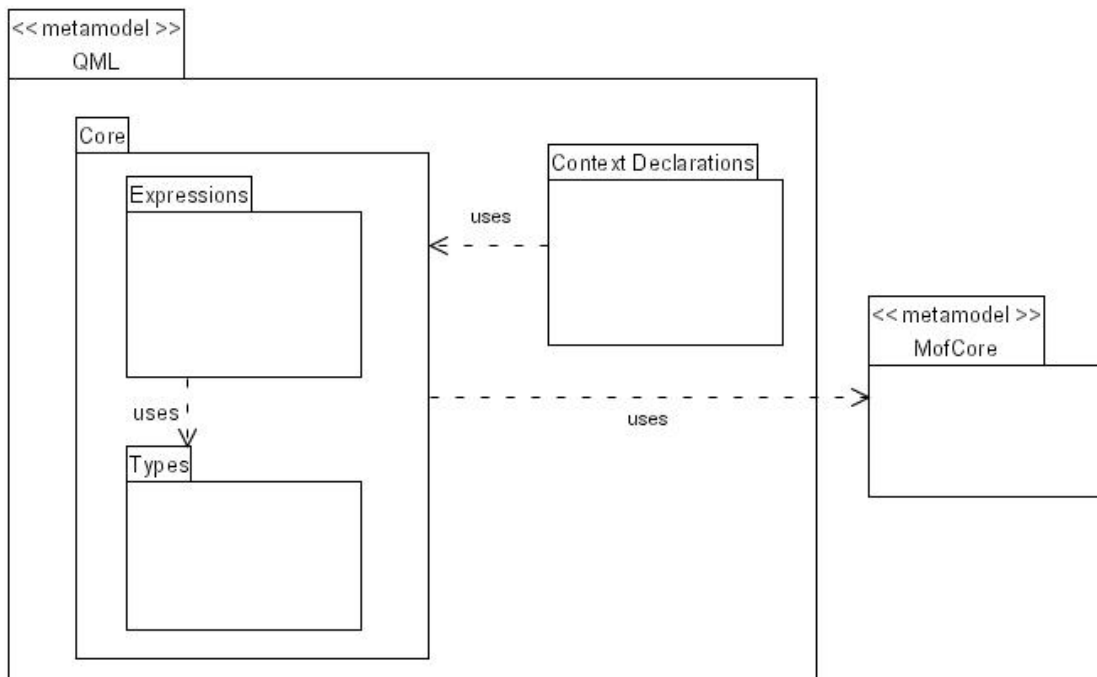 << metamodel >>
QML
Core
Context Declarations
Expressions
uses
<< metamodel >>
MofCore
uses
uses
Types